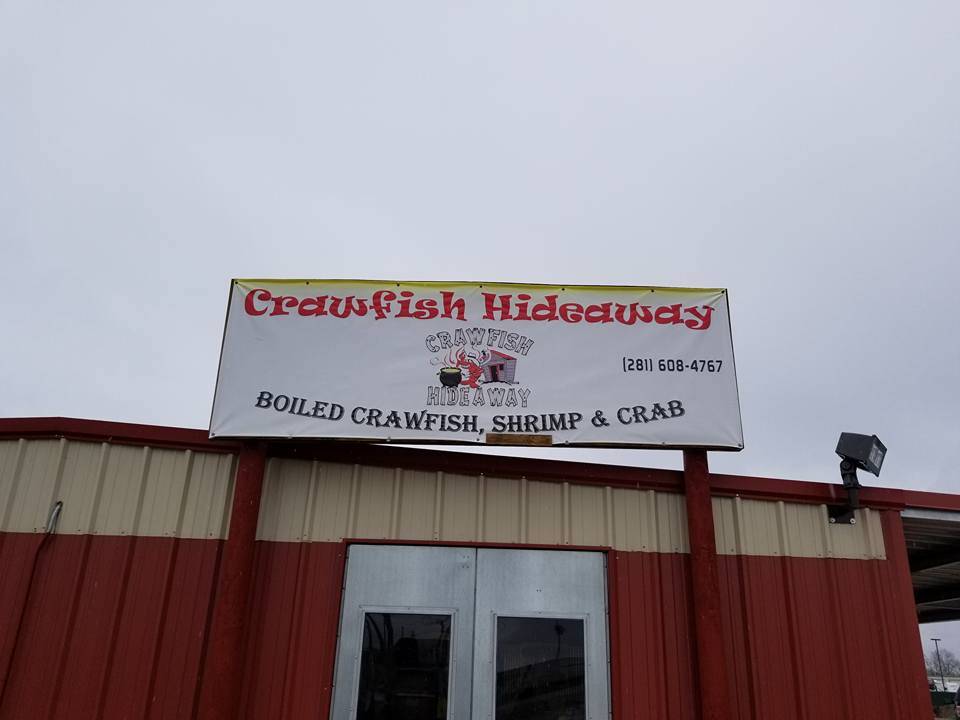 Crawfish Hideaway
CRAWFISH
HIDEAWAY
(281) 608-4767
BOILED CRAWFISH, SHRIMP & CRAB